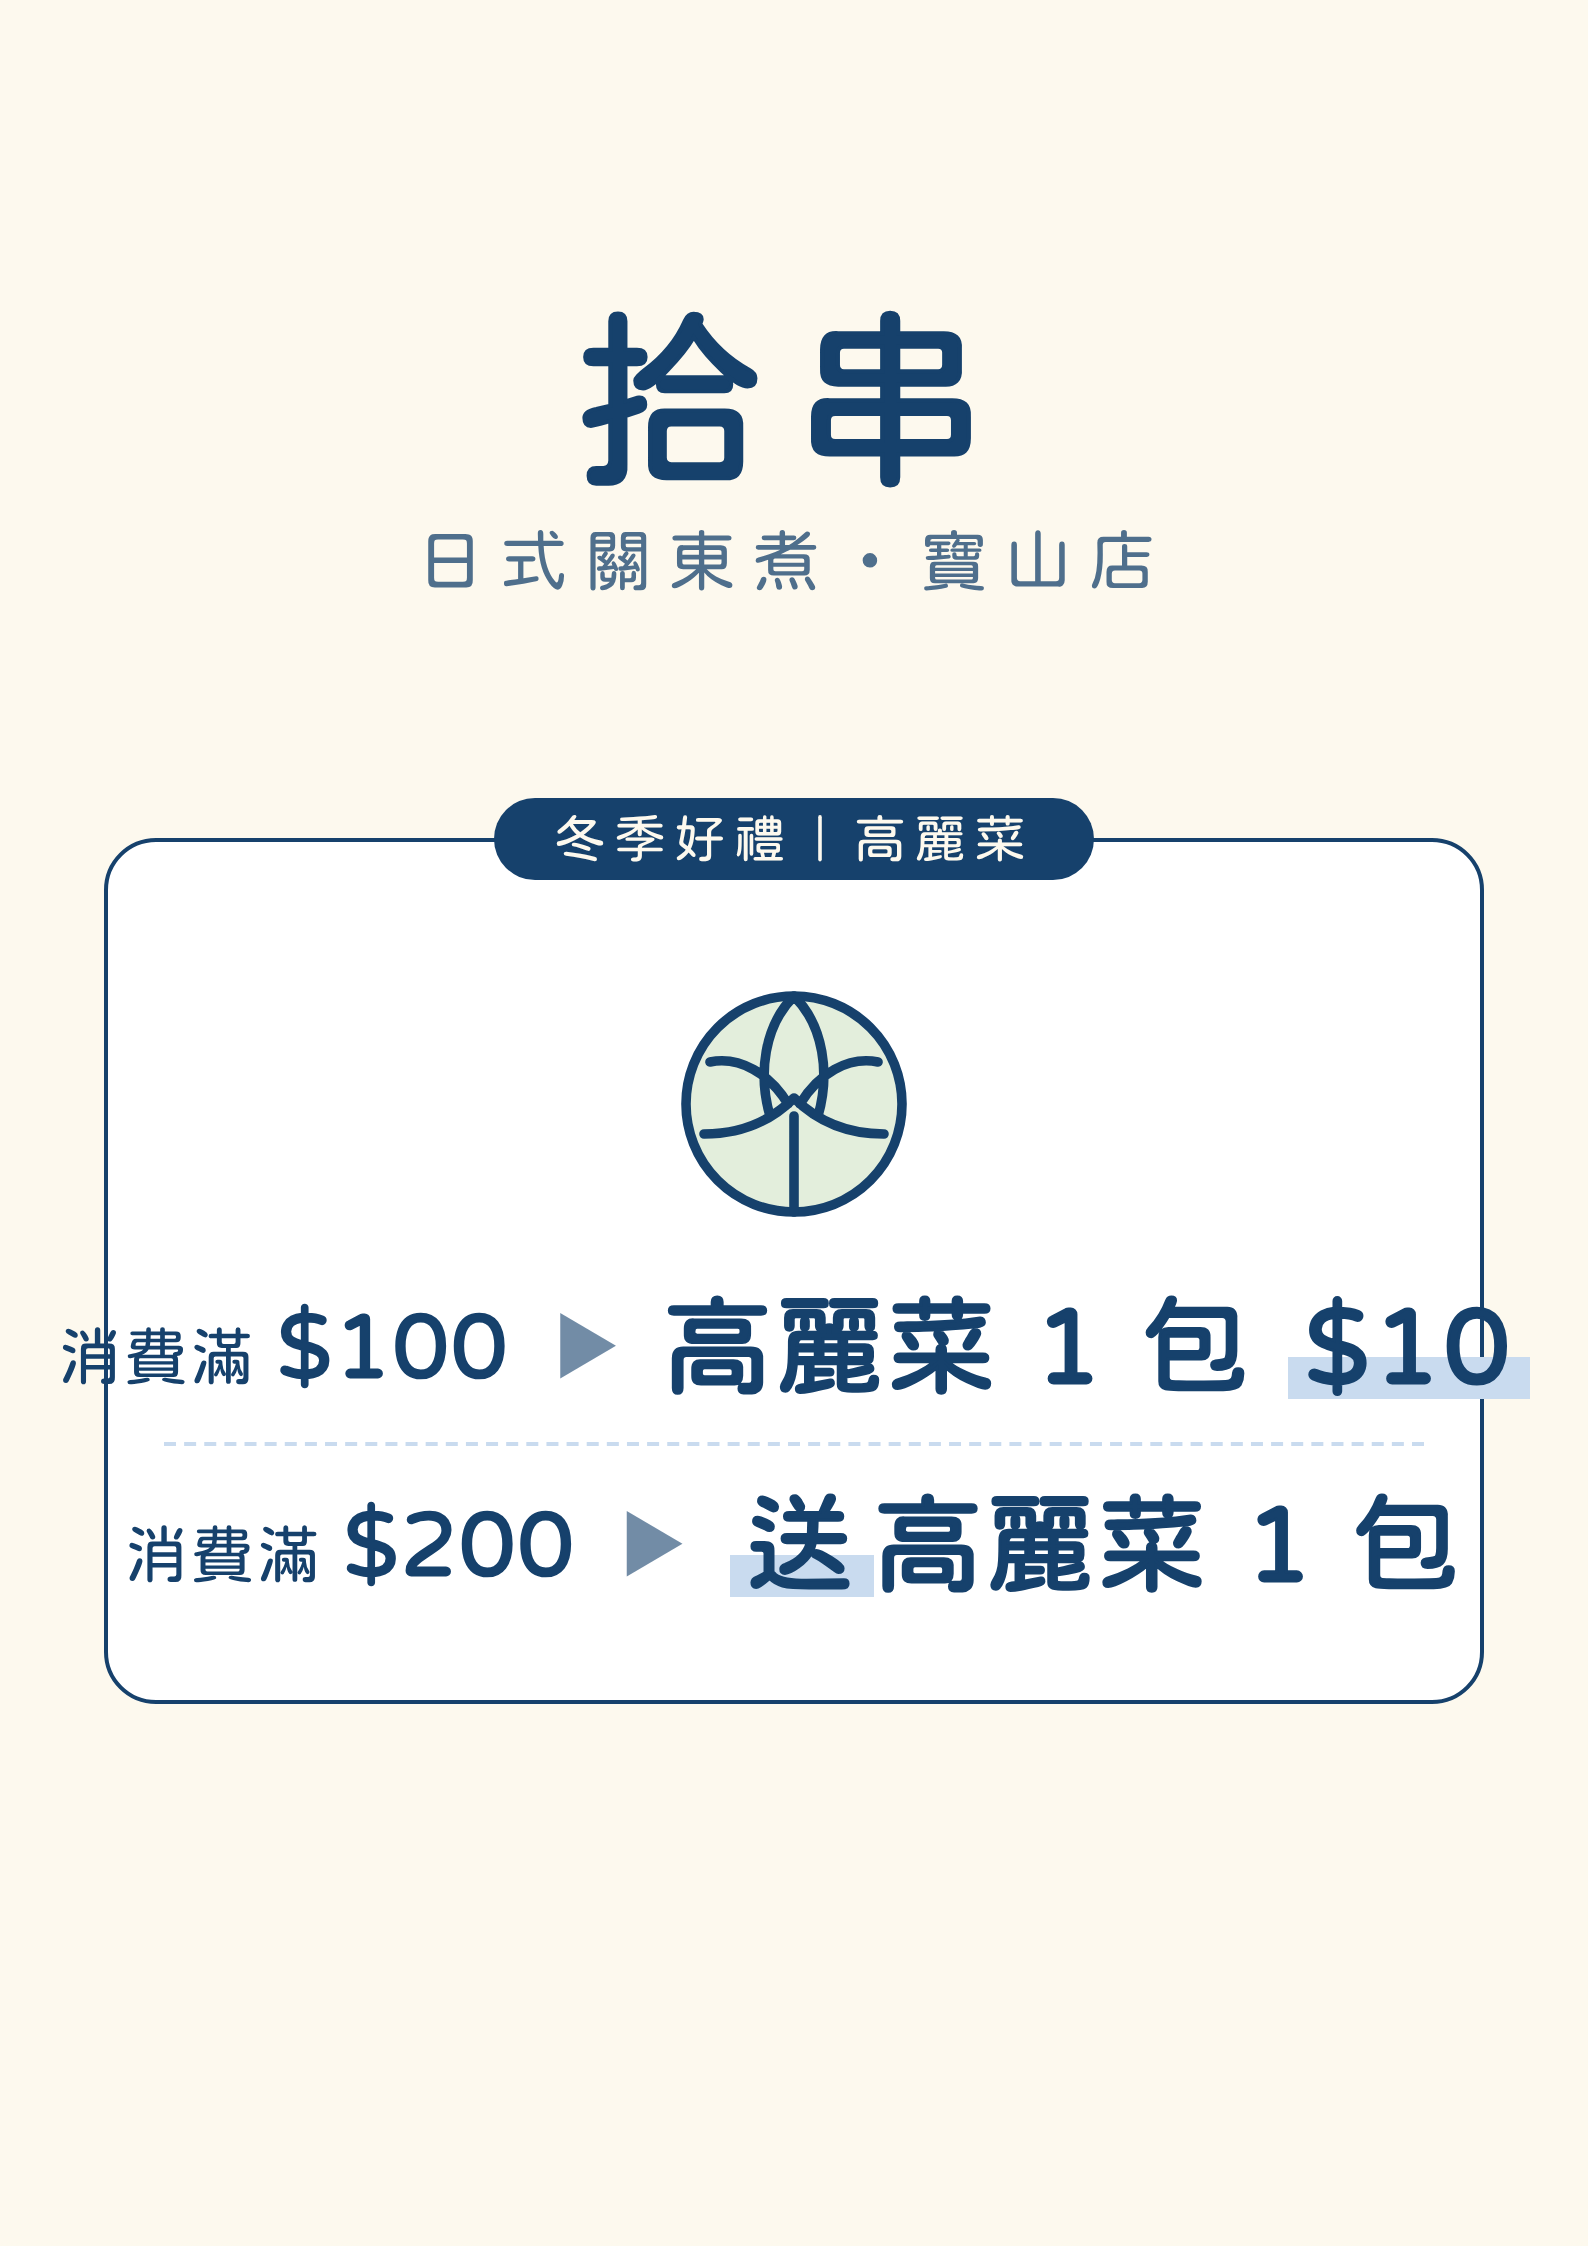 拾串
日式關東煮・寶山店
冬季好禮｜高麗菜
消費滿 $100 ▶ 高麗菜 1 包 $10
消費滿 $200 ▶ 送高麗菜 1 包